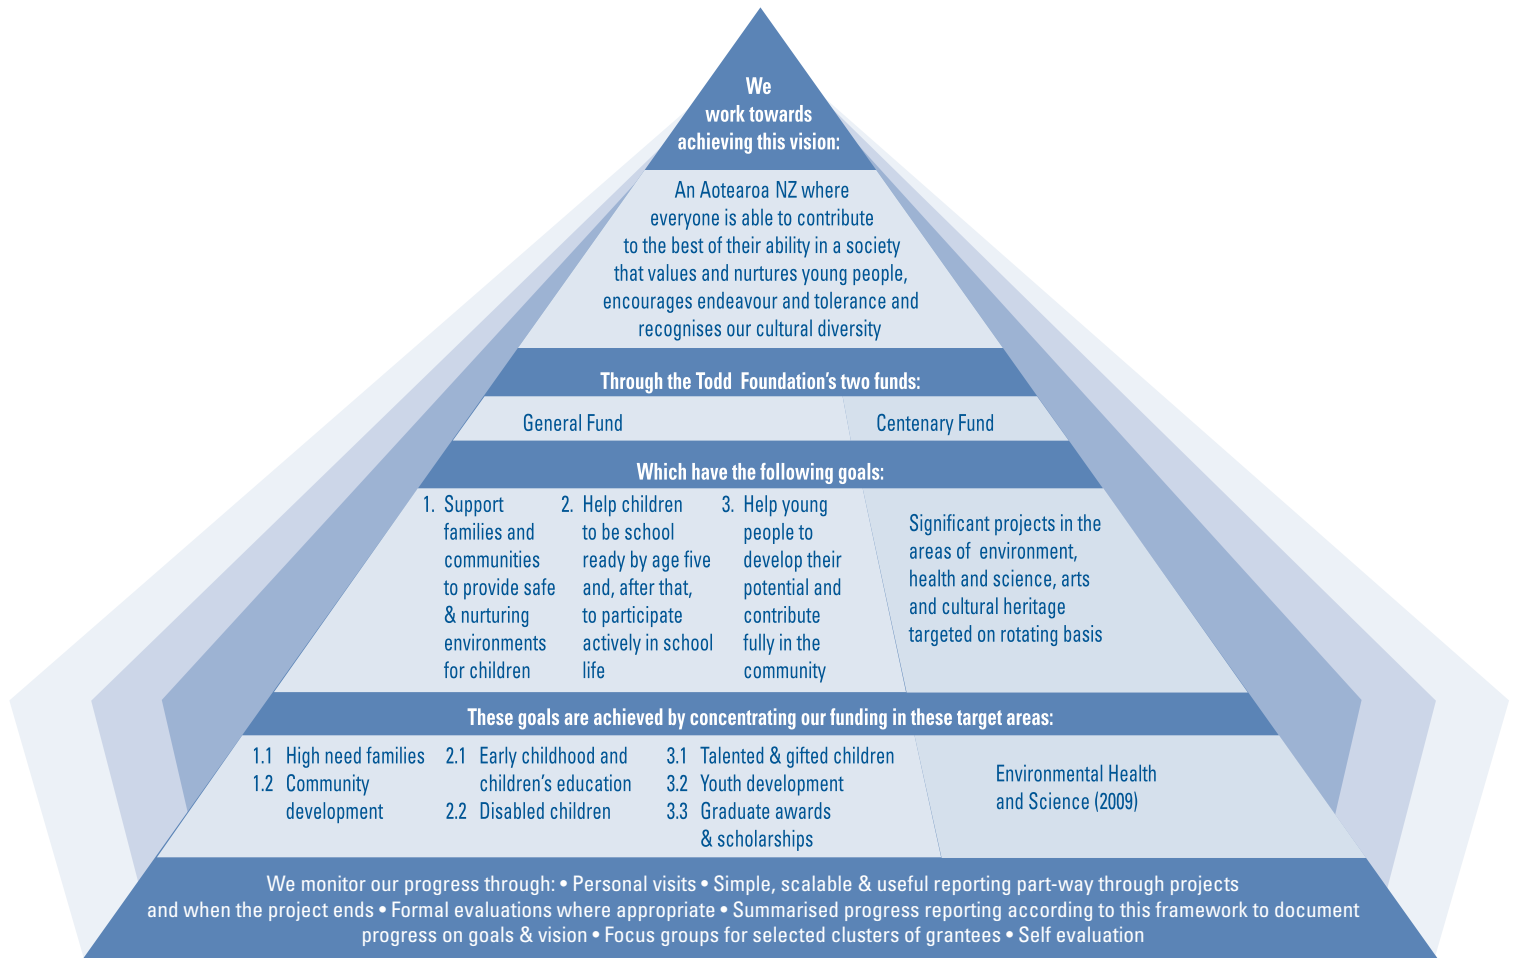 We
work towards
achieving this vision:
An Aotearoa NZ where
everyone is able to contribute
to the best of their ability in a society
that values and nurtures young people,
encourages endeavour and tolerance and
recognises our cultural diversity
Through the Todd Foundation's two funds:
General Fund
Centenary Fund
Which have the following goals:
1. Support
families and
communities
to provide safe
& nurturing
environments
for children
2. Help children
to be school
ready by age five
and, after that,
to participate
actively in school
life
3. Help young
people to
develop their
potential and
contribute
fully in the
community
Significant projects in the
areas of environment,
health and science, arts
and cultural heritage
targeted on rotating basis
These goals are achieved by concentrating our funding in these target areas:
1.1 High need families
1.2 Community
development
2.1 Early childhood and
children's education
2.2 Disabled children
3.1 Talented & gifted children
3.2 Youth development
3.3 Graduate awards
& scholarships
Environmental Health
and Science (2009)
We monitor our progress through: • Personal visits • Simple, scalable & useful reporting part-way through projects
and when the project ends • Formal evaluations where appropriate • Summarised progress reporting according to this framework to document
progress on goals & vision • Focus groups for selected clusters of grantees • Self evaluation